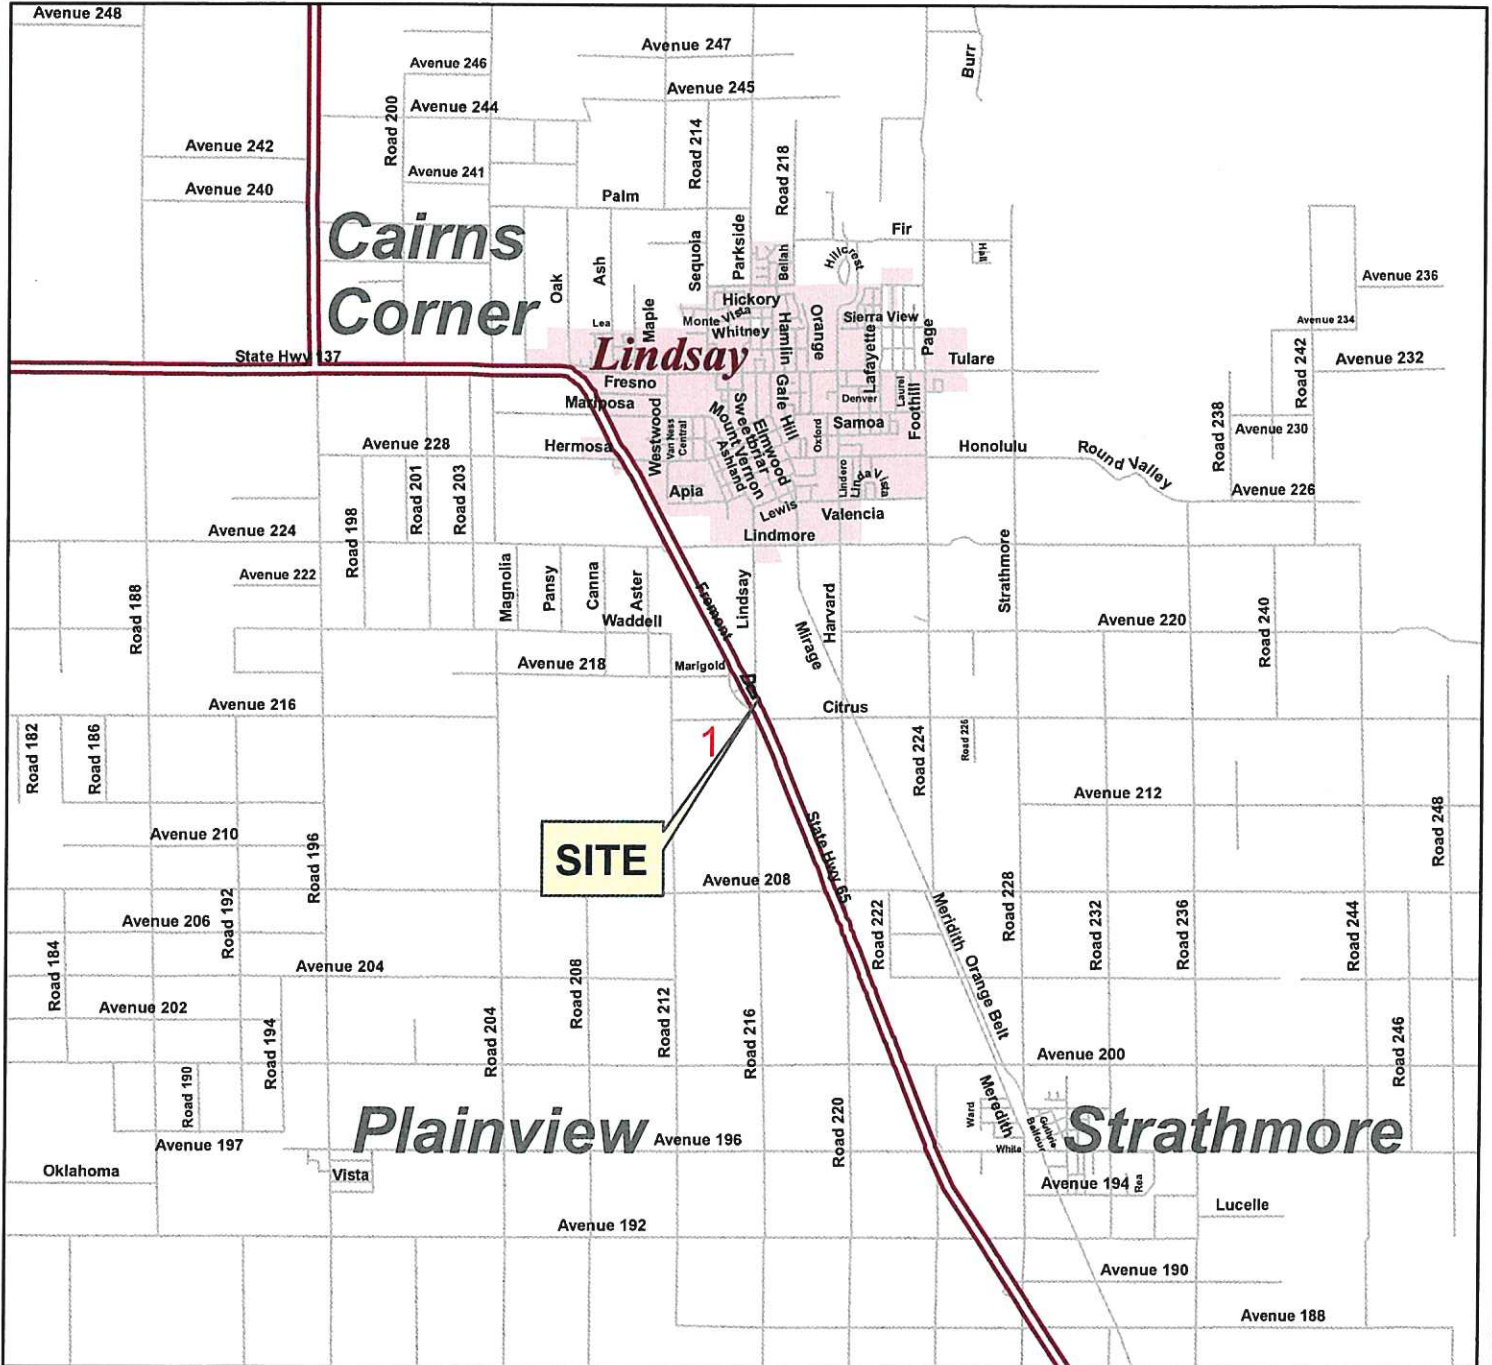 Avenue 248
Avenue 247
Burr
Avenue 246
Avenue 245
Road 200
Avenue 244
Road 214
Avenue 242
Road 218
Avenue 241
Avenue 240
Palm
Cairns
Corner
Fir
Hall
Sequoia
Parkside
Bellah
Hillcrest
Oak
Ash
Avenue 236
Hickory
Maple
Lea
Monte Vista
Whitney
Hamlin
Orange
Sierra View
Lafayette
Page
Avenue 234
State Hwy 137
Lindsay
Tulare
Road 242
Avenue 232
Fresno
Mariposa
Gale Hill
Denver
Laurel
Foothill
Westwood
Van Ness
Central
Sweetbriar
Mount Vernon
Elmwood
Ashland
Oxford
Samoa
Road 238
Avenue 230
Avenue 228
Hermosa
Honolulu
Round Valley
Road 201
Road 203
Apia
Lewis
Lindero
Linda Vista
Valencia
Avenue 226
Avenue 224
Road 198
Lindmore
Strathmore
Avenue 222
Road 188
Magnolia
Pansy
Canna
Aster
Waddell
Fremont
Lindsay
Mirage
Harvard
Avenue 220
Road 240
Avenue 218
Marigold
Avenue 216
Citrus
Road 182
Road 186
1
Road 224
Road 226
Avenue 212
Road 248
Avenue 210
Road 196
SITE
State Hwy 65
Avenue 208
Road 192
Avenue 206
Road 184
Road 222
Meridith
Orange Belt
Road 228
Road 232
Road 236
Road 244
Avenue 204
Avenue 202
Road 194
Road 204
Road 208
Road 212
Road 216
Avenue 200
Road 246
Road 190
Plainview
Avenue 197
Avenue 196
Road 220
Ward
Meredith
White
Guthrie
Balfour
Strathmore
Oklahoma
Vista
Avenue 194
Rea
Lucelle
Avenue 192
Avenue 190
Avenue 188